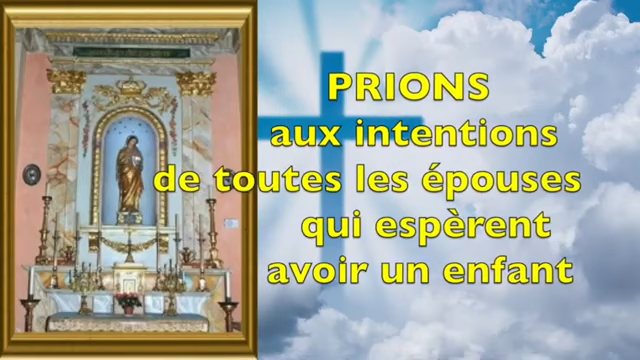 PRIONS
aux intentions
de toutes les épouses
qui espèrent
avoir un enfant